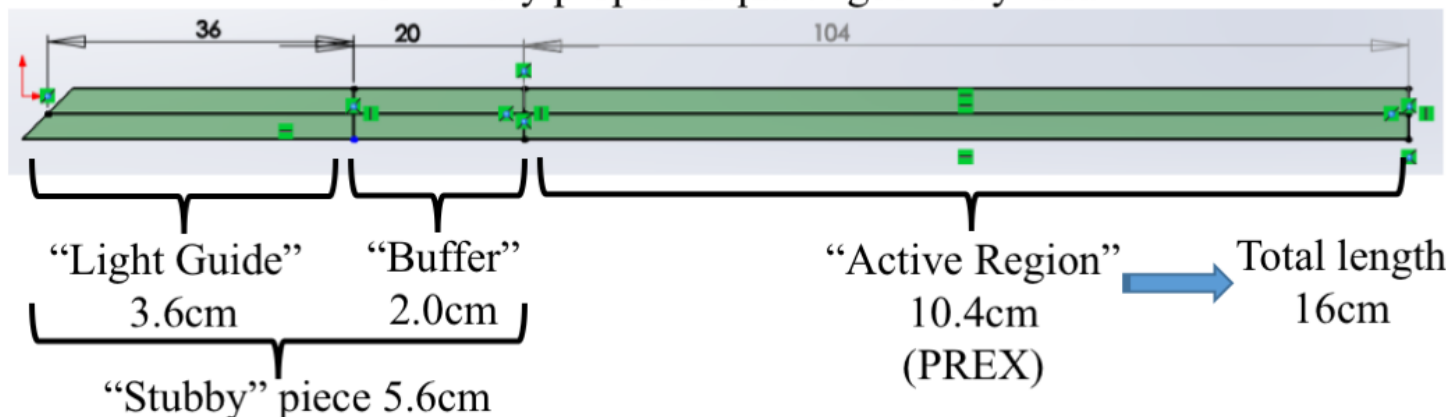 36 20 104
“Light Guide” “Buffer” “Active Region” Total length
3.6cm 2.0cm 10.4cm 16cm
(PREX)
“Stubby” piece 5.6cm